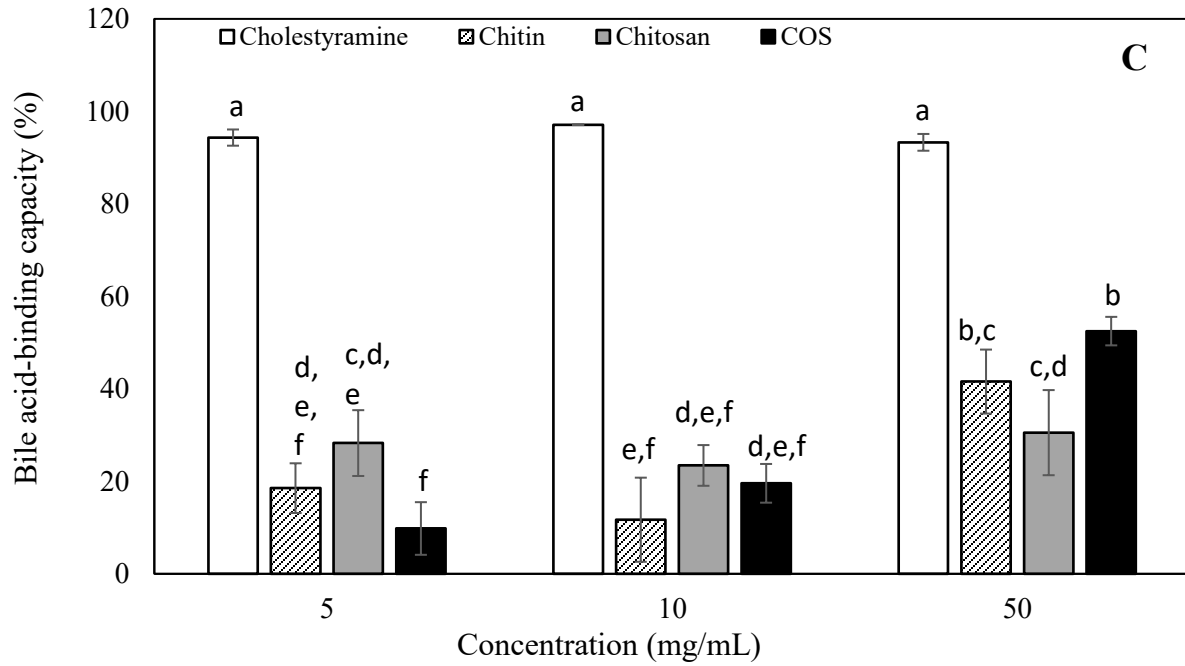 120
Cholestyramine Chitin Chitosan COS
C
100
80
60
40
20
0
Bile acid-binding capacity (%)
a
d,
e,
f
c,d,
e
f
a
e,f
d,e,f
d,e,f
a
b,c
c,d
b
5 10 50
Concentration (mg/mL)